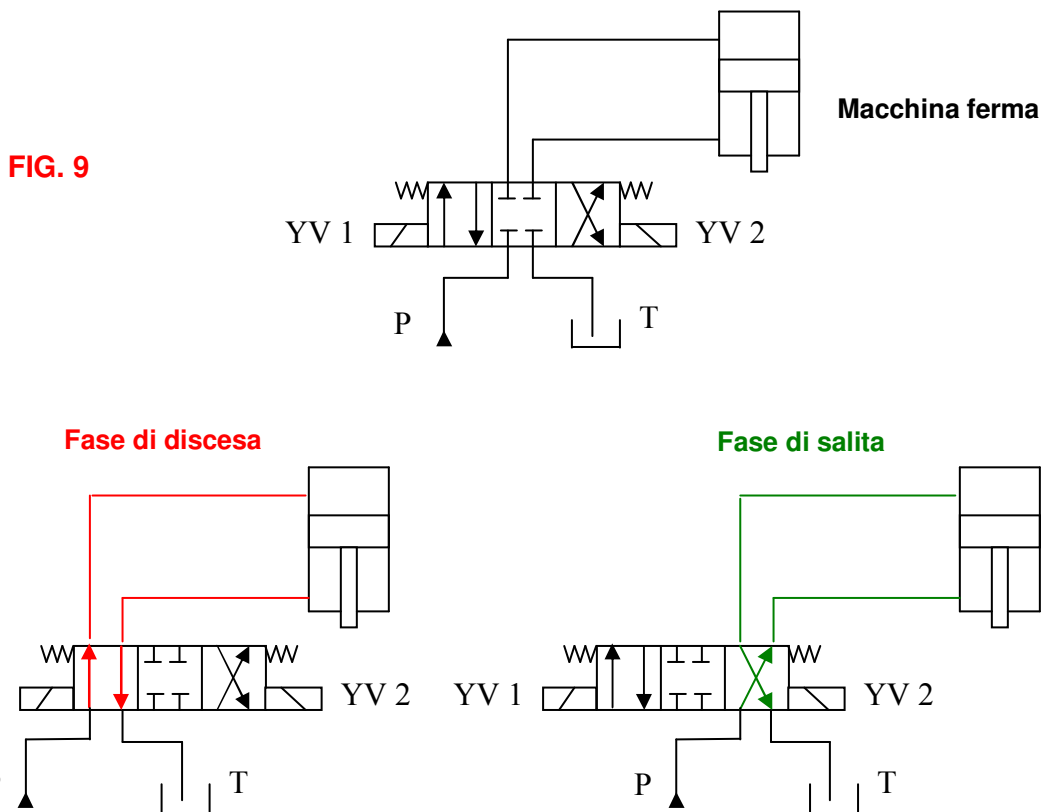 Macchina ferma
FIG. 9
YV 1
YV 2
P
T
Fase di discesa
Fase di salita
YV 2
YV 1
YV 2
T
P
T